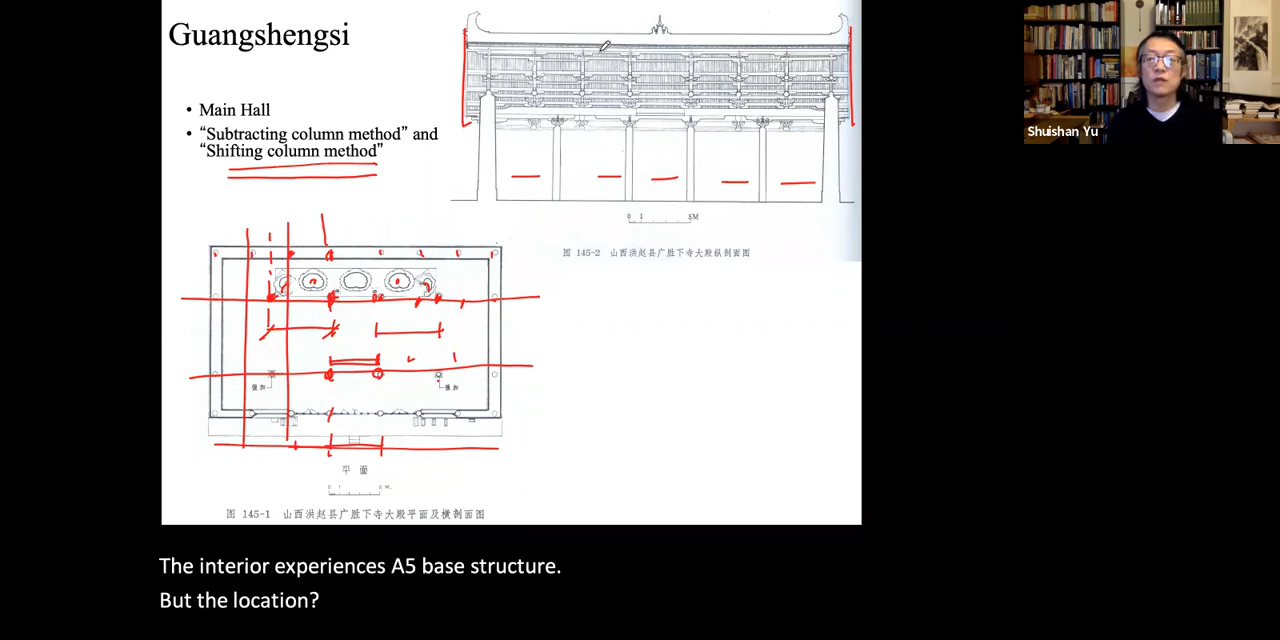 Guangshengsi
• Main Hall
• “Subtracting column method” and
“Shifting column method”
0 1 5M
图 145-2 山西洪赵县广胜下寺大殿纵剖面图
Shuishan Yu
平 面
图 145-1 山西洪赵县广胜下寺大殿平面及横剖面图
The interior experiences A5 base structure.
But the location?